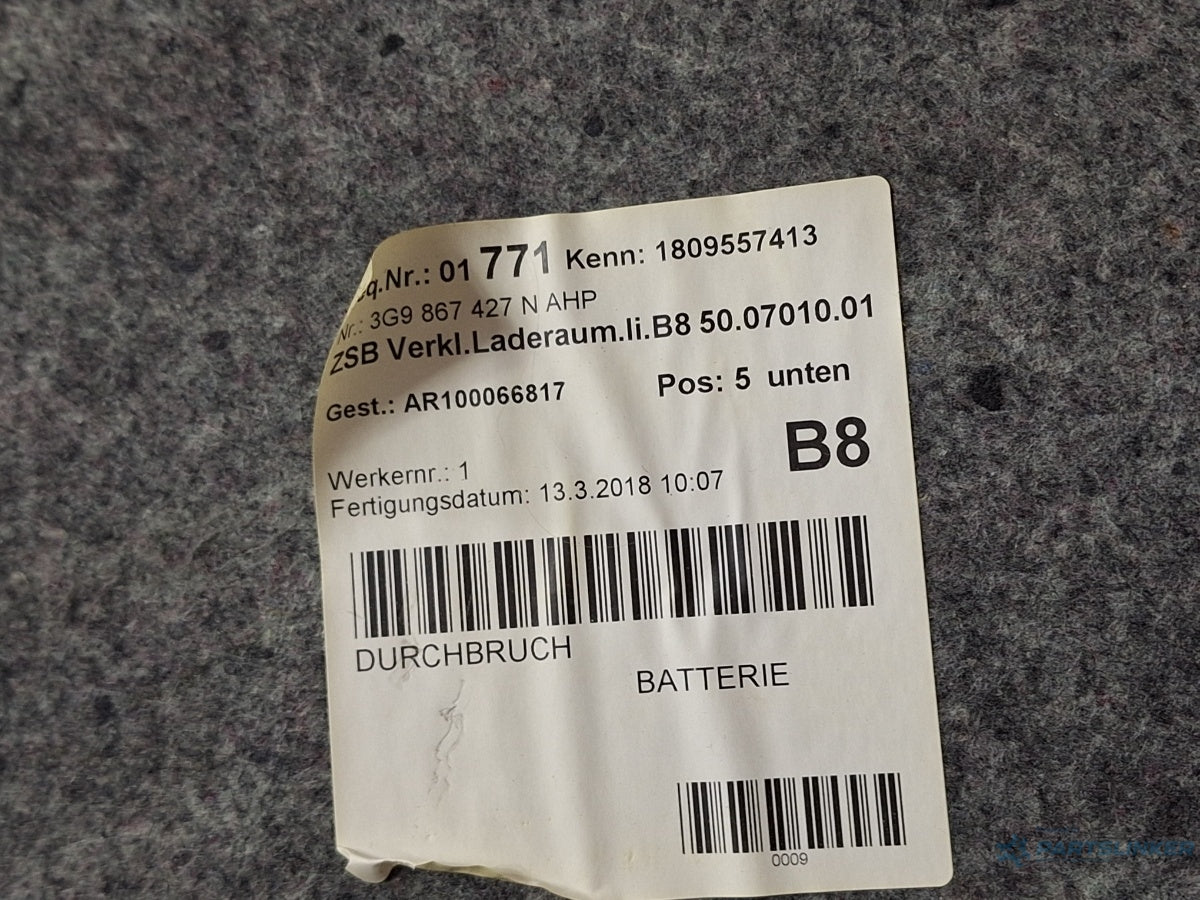 q.Nr.: 01 771 Kenn: 1809557413
Nr.: 3G9 867 427 N AHP
ZSB Verkl.Laderaum.li.B8 50.07010.01
Gest.: AR100066817 Pos: 5 unten
B8
Werkernr.: 1
Fertigungsdatum: 13.3.2018 10:07
DURCHBRUCH
BATTERIE
0009